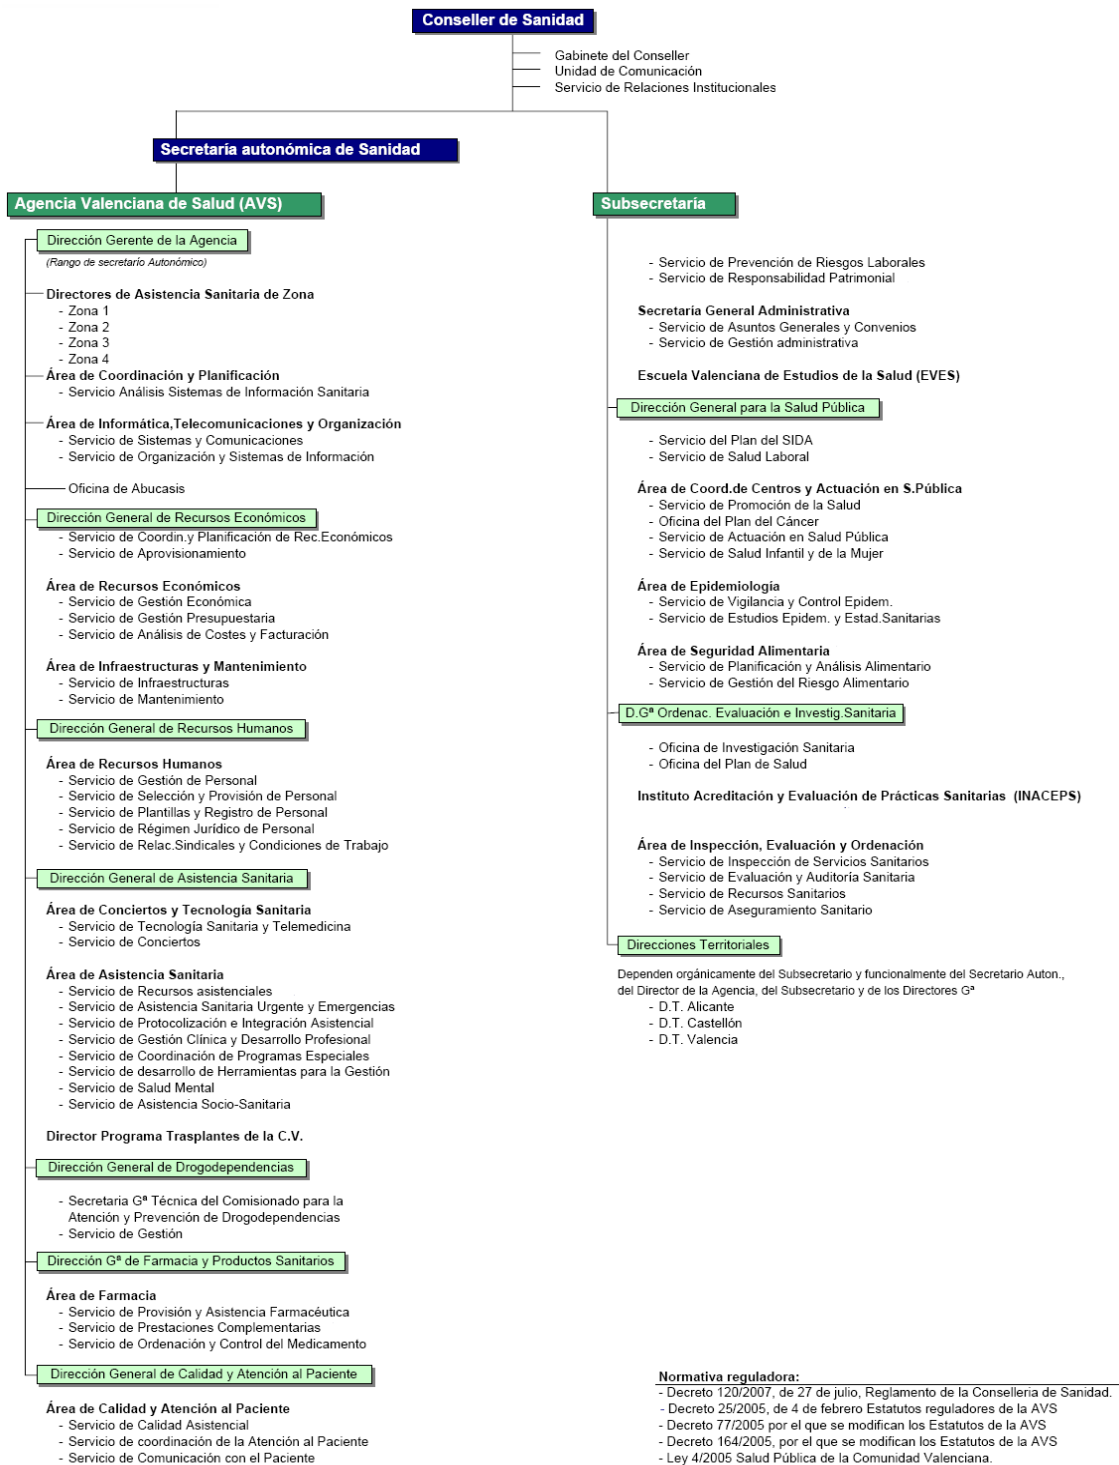 Conseller de Sanidad
Gabinete del Conseller
Unidad de Comunicación
Servicio de Relaciones Institucionales
Secretaría autonómica de Sanidad
Agencia Valenciana de Salud (AVS)
Dirección Gerente de la Agencia
(Rango de secretario Autonómico)
Directores de Asistencia Sanitaria de Zona
- Zona 1
- Zona 2
- Zona 3
- Zona 4
Área de Coordinación y Planificación
- Servicio Análisis Sistemas de Información Sanitaria
Área de Informática,Telecomunicaciones y Organización
- Servicio de Sistemas y Comunicaciones
- Servicio de Organización y Sistemas de Información
Oficina de Abucasis
Dirección General de Recursos Económicos
- Servicio de Coordin.y Planificación de Rec.Económicos
- Servicio de Aprovisionamiento
Área de Recursos Económicos
- Servicio de Gestión Económica
- Servicio de Gestión Presupuestaria
- Servicio de Análisis de Costes y Facturación
Área de Infraestructuras y Mantenimiento
- Servicio de Infraestructuras
- Servicio de Mantenimiento
Dirección General de Recursos Humanos
Área de Recursos Humanos
- Servicio de Gestión de Personal
- Servicio de Selección y Provisión de Personal
- Servicio de Plantillas y Registro de Personal
- Servicio de Régimen Jurídico de Personal
- Servicio de Relac.Sindicales y Condiciones de Trabajo
Dirección General de Asistencia Sanitaria
Área de Conciertos y Tecnología Sanitaria
- Servicio de Tecnología Sanitaria y Telemedicina
- Servicio de Conciertos
Área de Asistencia Sanitaria
- Servicio de Recursos asistenciales
- Servicio de Asistencia Sanitaria Urgente y Emergencias
- Servicio de Protocolización e Integración Asistencial
- Servicio de Gestión Clínica y Desarrollo Profesional
- Servicio de Coordinación de Programas Especiales
- Servicio de desarrollo de Herramientas para la Gestión
- Servicio de Salud Mental
- Servicio de Asistencia Socio-Sanitaria
Director Programa Trasplantes de la C.V.
Dirección General de Drogodependencias
- Secretaria Gª Técnica del Comisionado para la
Atención y Prevención de Drogodependencias
- Servicio de Gestión
Dirección Gª de Farmacia y Productos Sanitarios
Área de Farmacia
- Servicio de Provisión y Asistencia Farmacéutica
- Servicio de Prestaciones Complementarias
- Servicio de Ordenación y Control del Medicamento
Dirección General de Calidad y Atención al Paciente
Área de Calidad y Atención al Paciente
- Servicio de Calidad Asistencial
- Servicio de coordinación de la Atención al Paciente
- Servicio de Comunicación con el Paciente
Subsecretaría
- Servicio de Prevención de Riesgos Laborales
- Servicio de Responsabilidad Patrimonial
Secretaría General Administrativa
- Servicio de Asuntos Generales y Convenios
- Servicio de Gestión administrativa
Escuela Valenciana de Estudios de la Salud (EVES)
Dirección General para la Salud Pública
- Servicio del Plan del SIDA
- Servicio de Salud Laboral
Área de Coord.de Centros y Actuación en S.Pública
- Servicio de Promoción de la Salud
- Oficina del Plan del Cáncer
- Servicio de Actuación en Salud Pública
- Servicio de Salud Infantil y de la Mujer
Área de Epidemiología
- Servicio de Vigilancia y Control Epidem.
- Servicio de Estudios Epidem. y Estad.Sanitarias
Área de Seguridad Alimentaria
- Servicio de Planificación y Análisis Alimentario
- Servicio de Gestión del Riesgo Alimentario
D.Gª Ordenac. Evaluación e Investig.Sanitaria
- Oficina de Investigación Sanitaria
- Oficina del Plan de Salud
Instituto Acreditación y Evaluación de Prácticas Sanitarias (INACEPS)
Área de Inspección, Evaluación y Ordenación
- Servicio de Inspección de Servicios Sanitarios
- Servicio de Evaluación y Auditoría Sanitaria
- Servicio de Recursos Sanitarios
- Servicio de Aseguramiento Sanitario
Direcciones Territoriales
Dependen orgánicamente del Subsecretario y funcionalmente del Secretario Auton.,
del Director de la Agencia, del Subsecretario y de los Directores Gª
- D.T. Alicante
- D.T. Castellón
- D.T. Valencia
Normativa reguladora:
- Decreto 120/2007, de 27 de julio, Reglamento de la Conselleria de Sanidad.
- Decreto 25/2005, de 4 de febrero Estatutos reguladores de la AVS
- Decreto 77/2005 por el que se modifican los Estatutos de la AVS
- Decreto 164/2005, por el que se modifican los Estatutos de la AVS
- Ley 4/2005 Salud Pública de la Comunidad Valenciana.